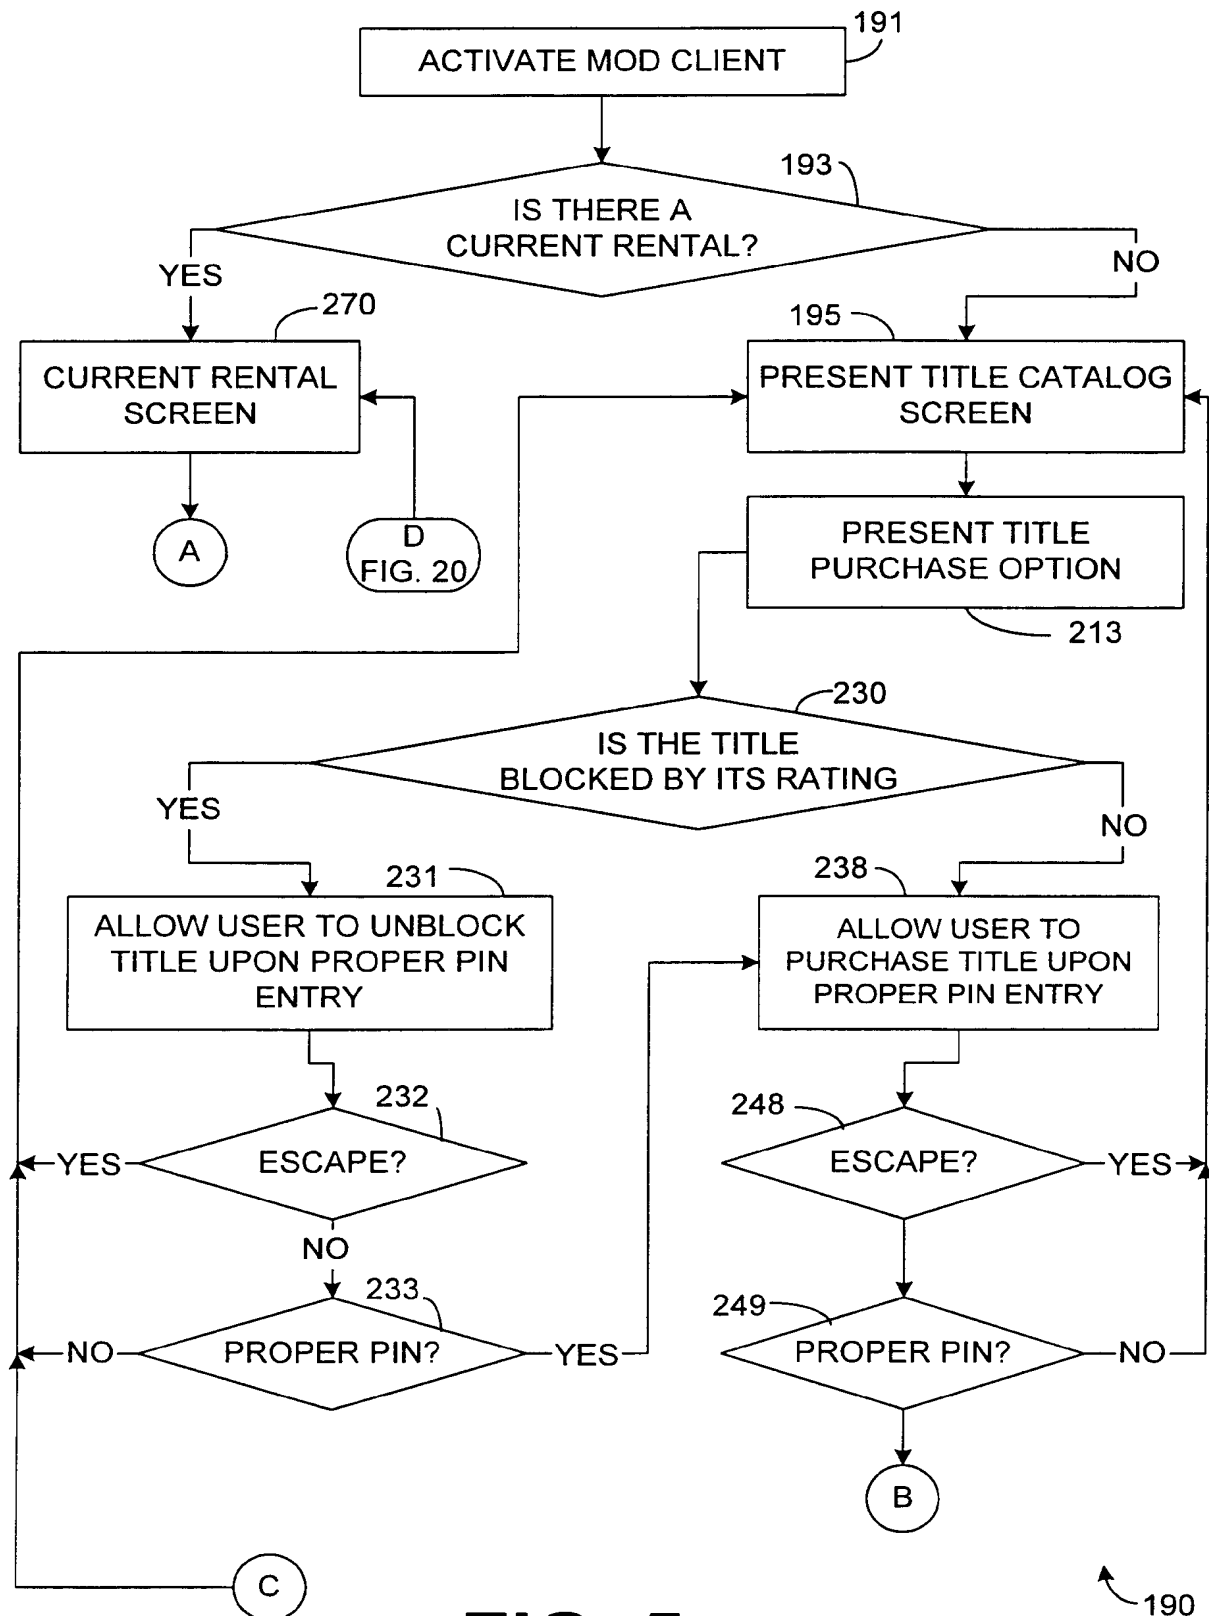 191
ACTIVATE MOD CLIENT
193
IS THERE A
CURRENT RENTAL?
YES
NO
270
195
CURRENT RENTAL
SCREEN
PRESENT TITLE CATALOG
SCREEN
A
D
FIG. 20
PRESENT TITLE
PURCHASE OPTION
213
230
IS THE TITLE
BLOCKED BY ITS RATING
YES
NO
231
238
ALLOW USER TO UNBLOCK
TITLE UPON PROPER PIN
ENTRY
ALLOW USER TO
PURCHASE TITLE UPON
PROPER PIN ENTRY
232
248
YES
ESCAPE?
ESCAPE?
YES
NO
233
249
NO
PROPER PIN?
YES
PROPER PIN?
NO
B
C
190